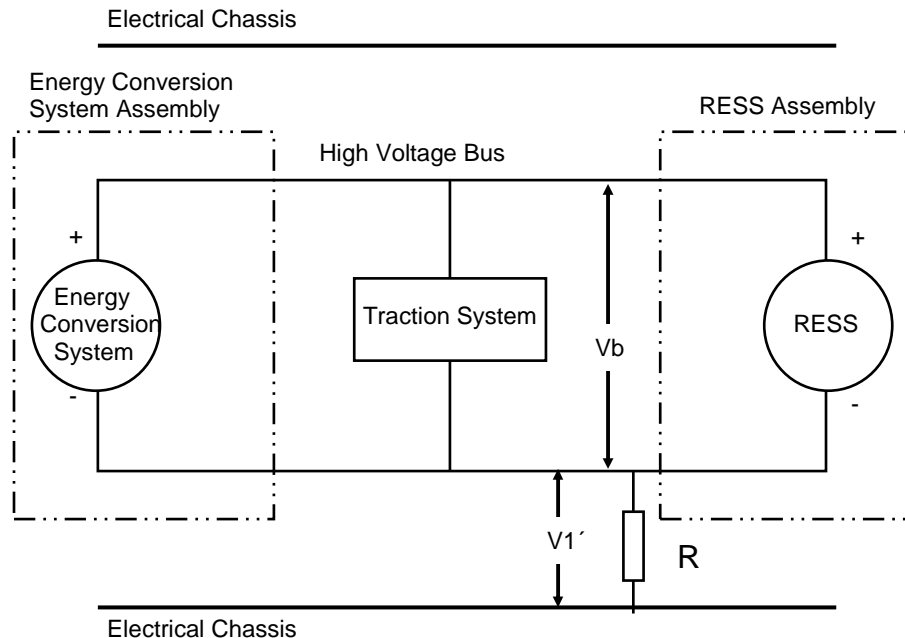 Electrical Chassis
Energy Conversion
System Assembly
RESS Assembly
High Voltage Bus
+
+
Energy
Conversion
System
Traction System
Vb
RESS
-
-
V1´
R
Electrical Chassis